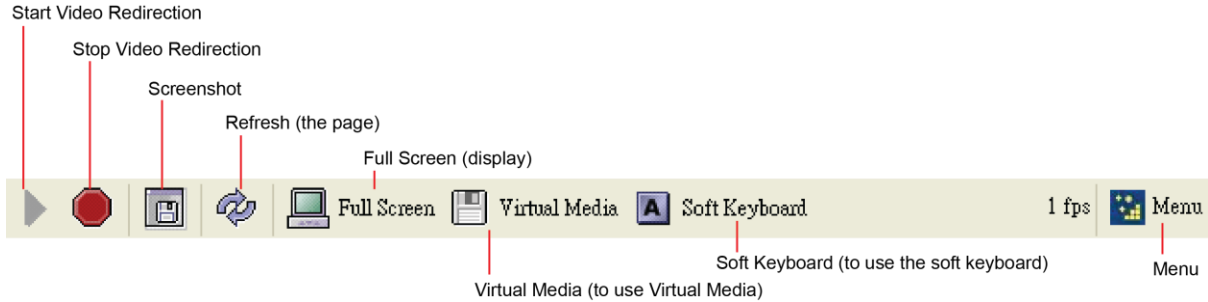 Start Video Redirection
Stop Video Redirection
Screenshot
Refresh (the page)
Full Screen (display)
Full Screen Virtual Media A Soft Keyboard 1 fps Menu
Soft Keyboard (to use the soft keyboard)
Menu
Virtual Media (to use Virtual Media)